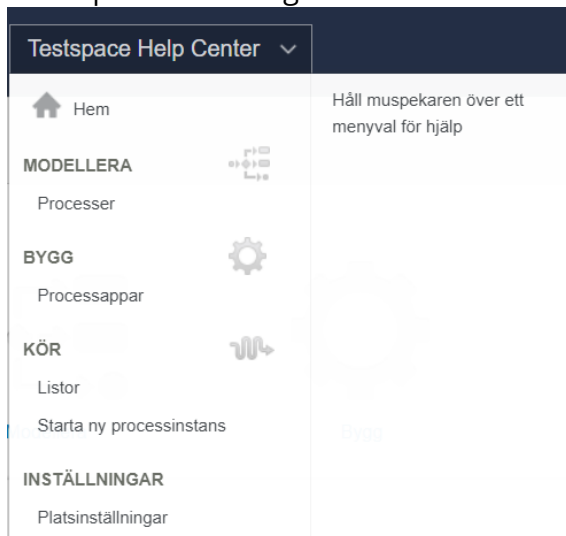 Testspace Help Center
Hem
Håll muspekaren över ett
menyval för hjälp
MODELLERA
Processer
BYGG
Processappar
KÖR
Listor
Starta ny processinstans
Bygg
INSTÄLLNINGAR
Platsinställningar